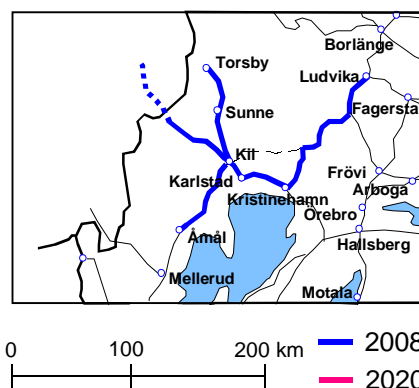 Borlänge
Torsby
Ludvika
Fagersta
Sunne
Kil
Karlstad
Frövi
Arboga
Kristinehamn
Örebro
Åmål
Hallsberg
Mellerud
Motala
2008
0 100 200 km
2020